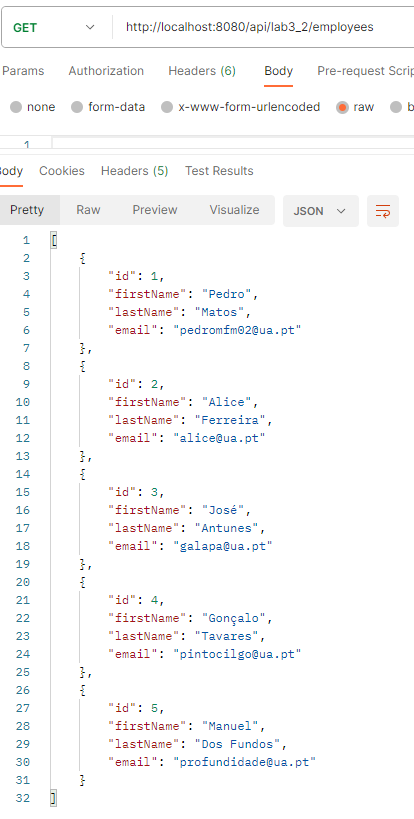 GET http://localhost:8080/api/lab3_2/employees
Params Authorization Headers (6) Body Pre-request Scrip
none form-data x-www-form-urlencoded raw b
1
Body Cookies Headers (5) Test Results
Pretty Raw Preview Visualize JSON
1 [
2 {
3 "id": 1,
4 "firstName": "Pedro",
5 "lastName": "Matos",
6 "email": "pedromfm02@ua.pt"
7 },
8 {
9 "id": 2,
10 "firstName": "Alice",
11 "lastName": "Ferreira",
12 "email": "alice@ua.pt"
13 },
14 {
15 "id": 3,
16 "firstName": "José",
17 "lastName": "Antunes",
18 "email": "galapa@ua.pt"
19 },
20 {
21 "id": 4,
22 "firstName": "Gonçalo",
23 "lastName": "Tavares",
24 "email": "pintocilgo@ua.pt"
25 },
26 {
27 "id": 5,
28 "firstName": "Manuel",
29 "lastName": "Dos Fundos",
30 "email": "profundidade@ua.pt"
31 }
32 ]